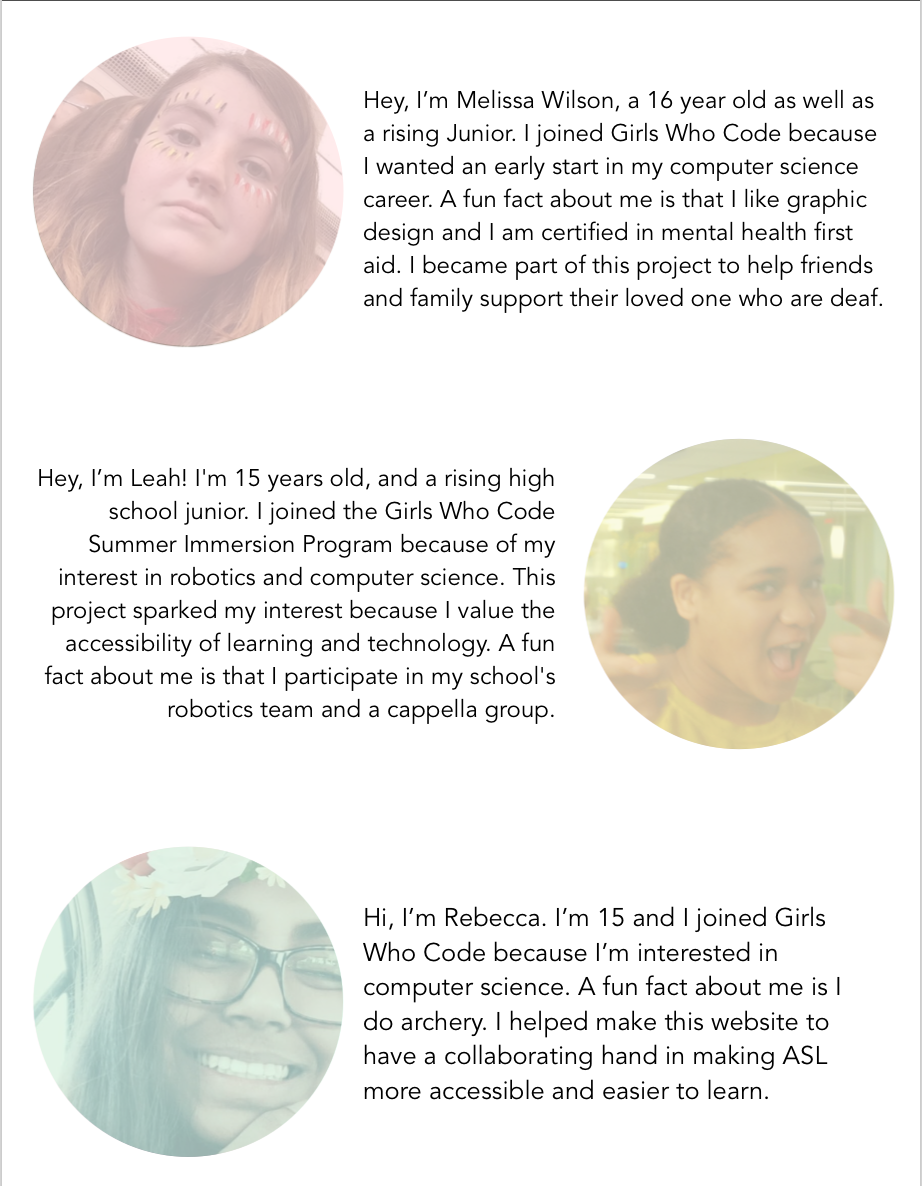 Hey, I’m Melissa Wilson, a 16 year old as well as
a rising Junior. I joined Girls Who Code because
I wanted an early start in my computer science
career. A fun fact about me is that I like graphic
design and I am certified in mental health first
aid. I became part of this project to help friends
and family support their loved one who are deaf.
Hey, I’m Leah! I'm 15 years old, and a rising high
school junior. I joined the Girls Who Code
Summer Immersion Program because of my
interest in robotics and computer science. This
project sparked my interest because I value the
accessibility of learning and technology. A fun
fact about me is that I participate in my school's
robotics team and a cappella group.
Hi, I’m Rebecca. I’m 15 and I joined Girls
Who Code because I’m interested in
computer science. A fun fact about me is I
do archery. I helped make this website to
have a collaborating hand in making ASL
more accessible and easier to learn.